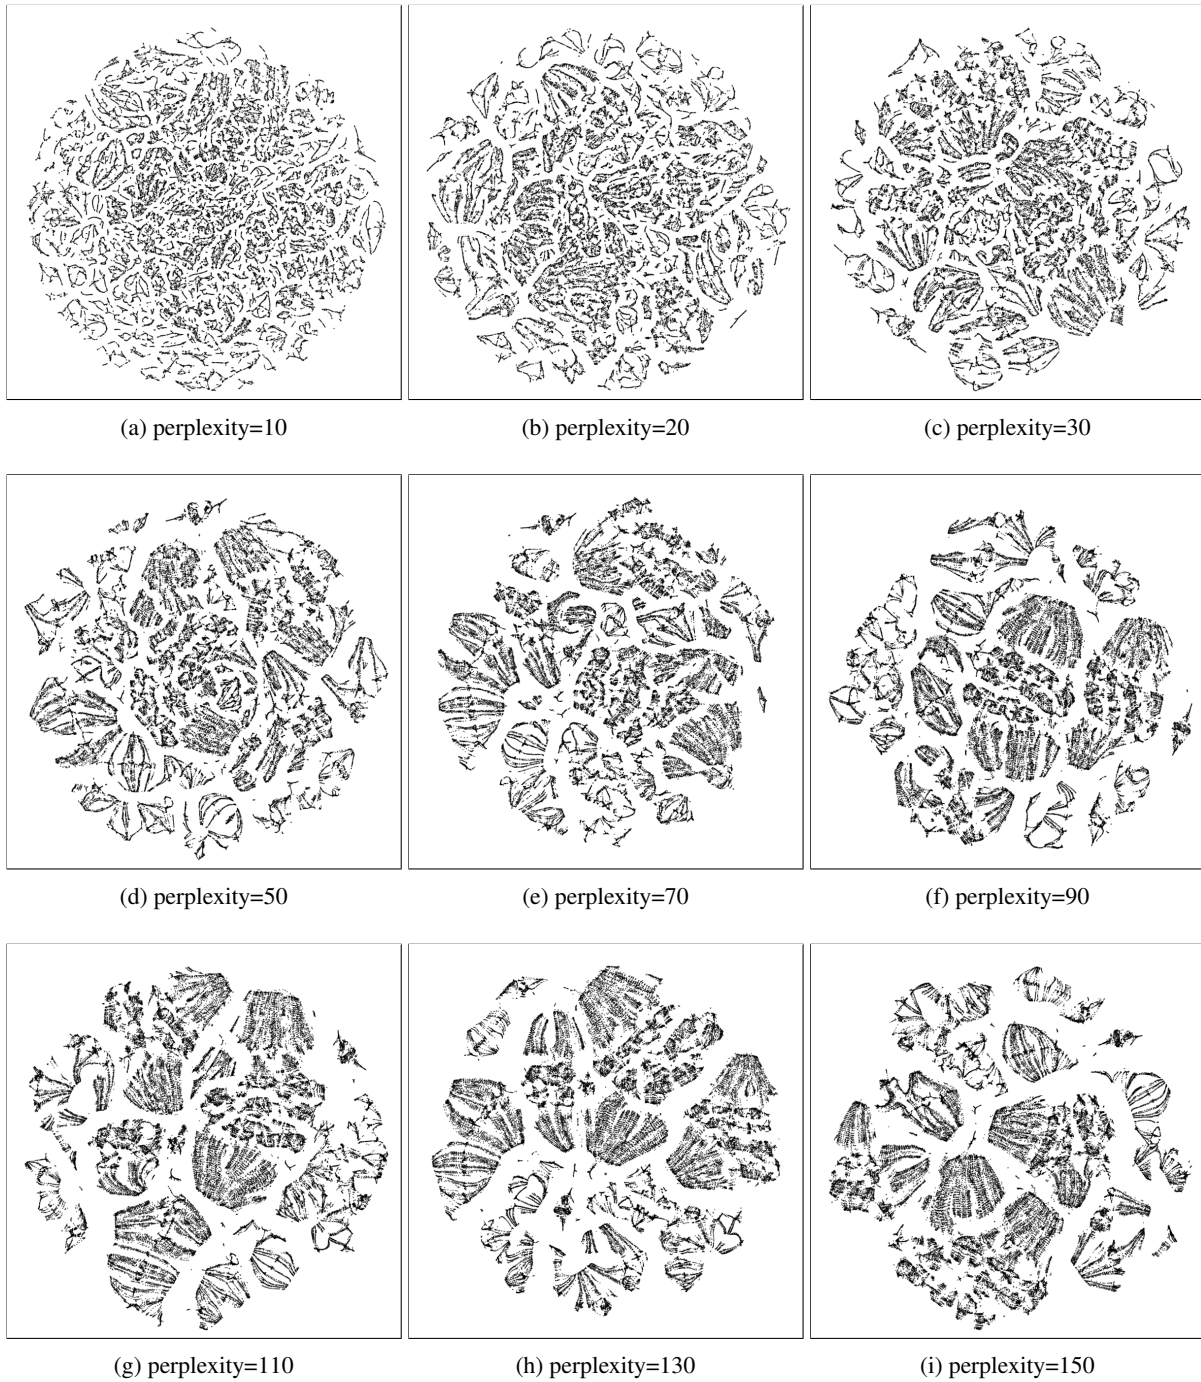 (a) perplexity=10
(b) perplexity=20
(c) perplexity=30
(d) perplexity=50
(e) perplexity=70
(f) perplexity=90
(g) perplexity=110
(h) perplexity=130
(i) perplexity=150